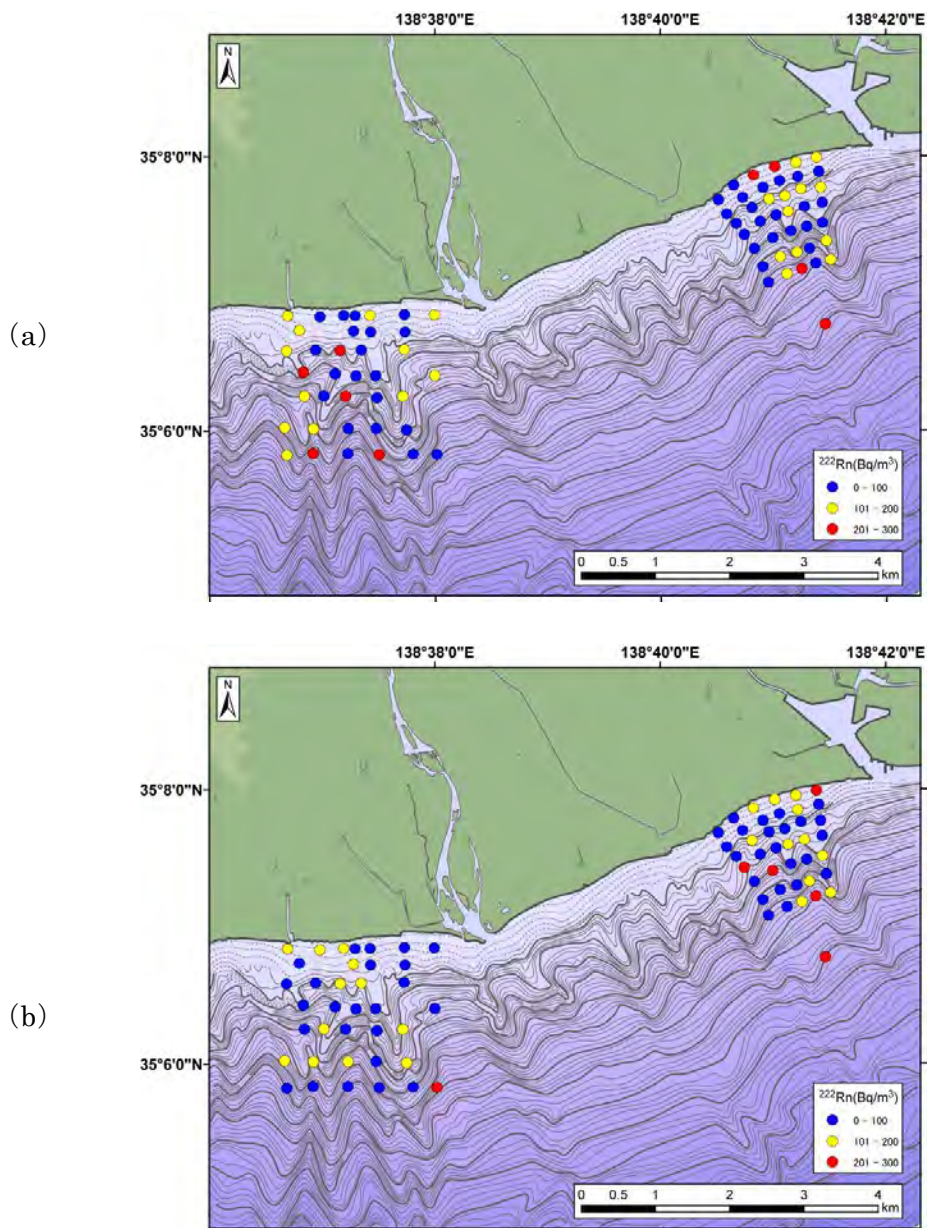 138°38'0"E 138°40'0"E 138°42'0"E
N
35°8'0"N
(a)
35°6'0"N
²²²Rn(Bq/m³)
0 - 100
101 - 200
201 - 300
0 0.5 1 2 3 4
km
138°38'0"E 138°40'0"E 138°42'0"E
N
35°8'0"N
(b)
35°6'0"N
²²²Rn(Bq/m³)
0 - 100
101 - 200
201 - 300
0 0.5 1 2 3 4
km